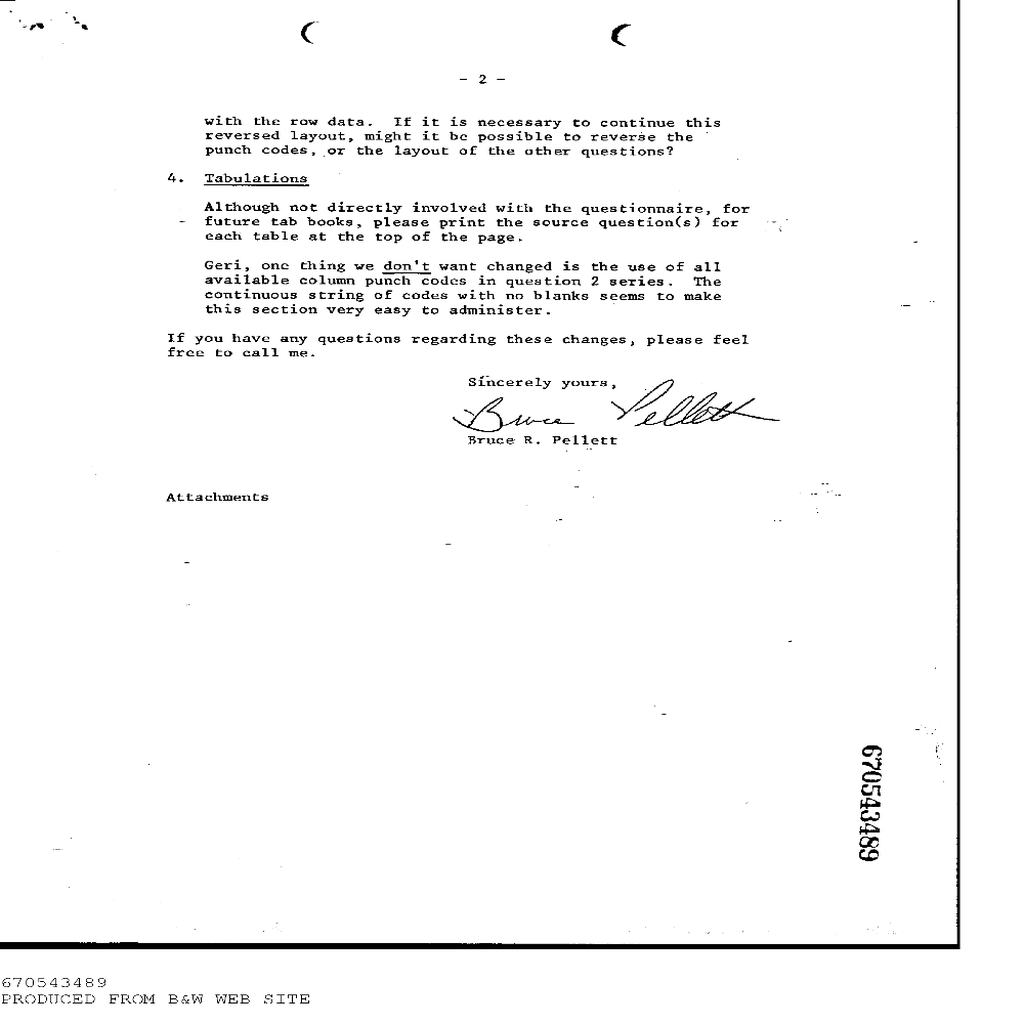 - 2 -
with the row data. If it is necessary to continue this
reversed layout, might it be possible to reverse the
punch codes, or the layout of the other questions?
4. Tabulations
Although not directly involved with the questionnaire, for
future tab books, please print the source question(s) for
each table at the top of the page.
Geri, one thing we don't want changed is the use of all
available column punch codes in question 2 series. The
continuous string of codes with no blanks seems to make
this section very easy to administer.
If you have any questions regarding these changes, please feel
free to call me.
Sincerely yours,
Bruce Pellett
Bruce R. Pellett
Attachments
670543489
670543489
PRODUCED FROM B&W WEB SITE